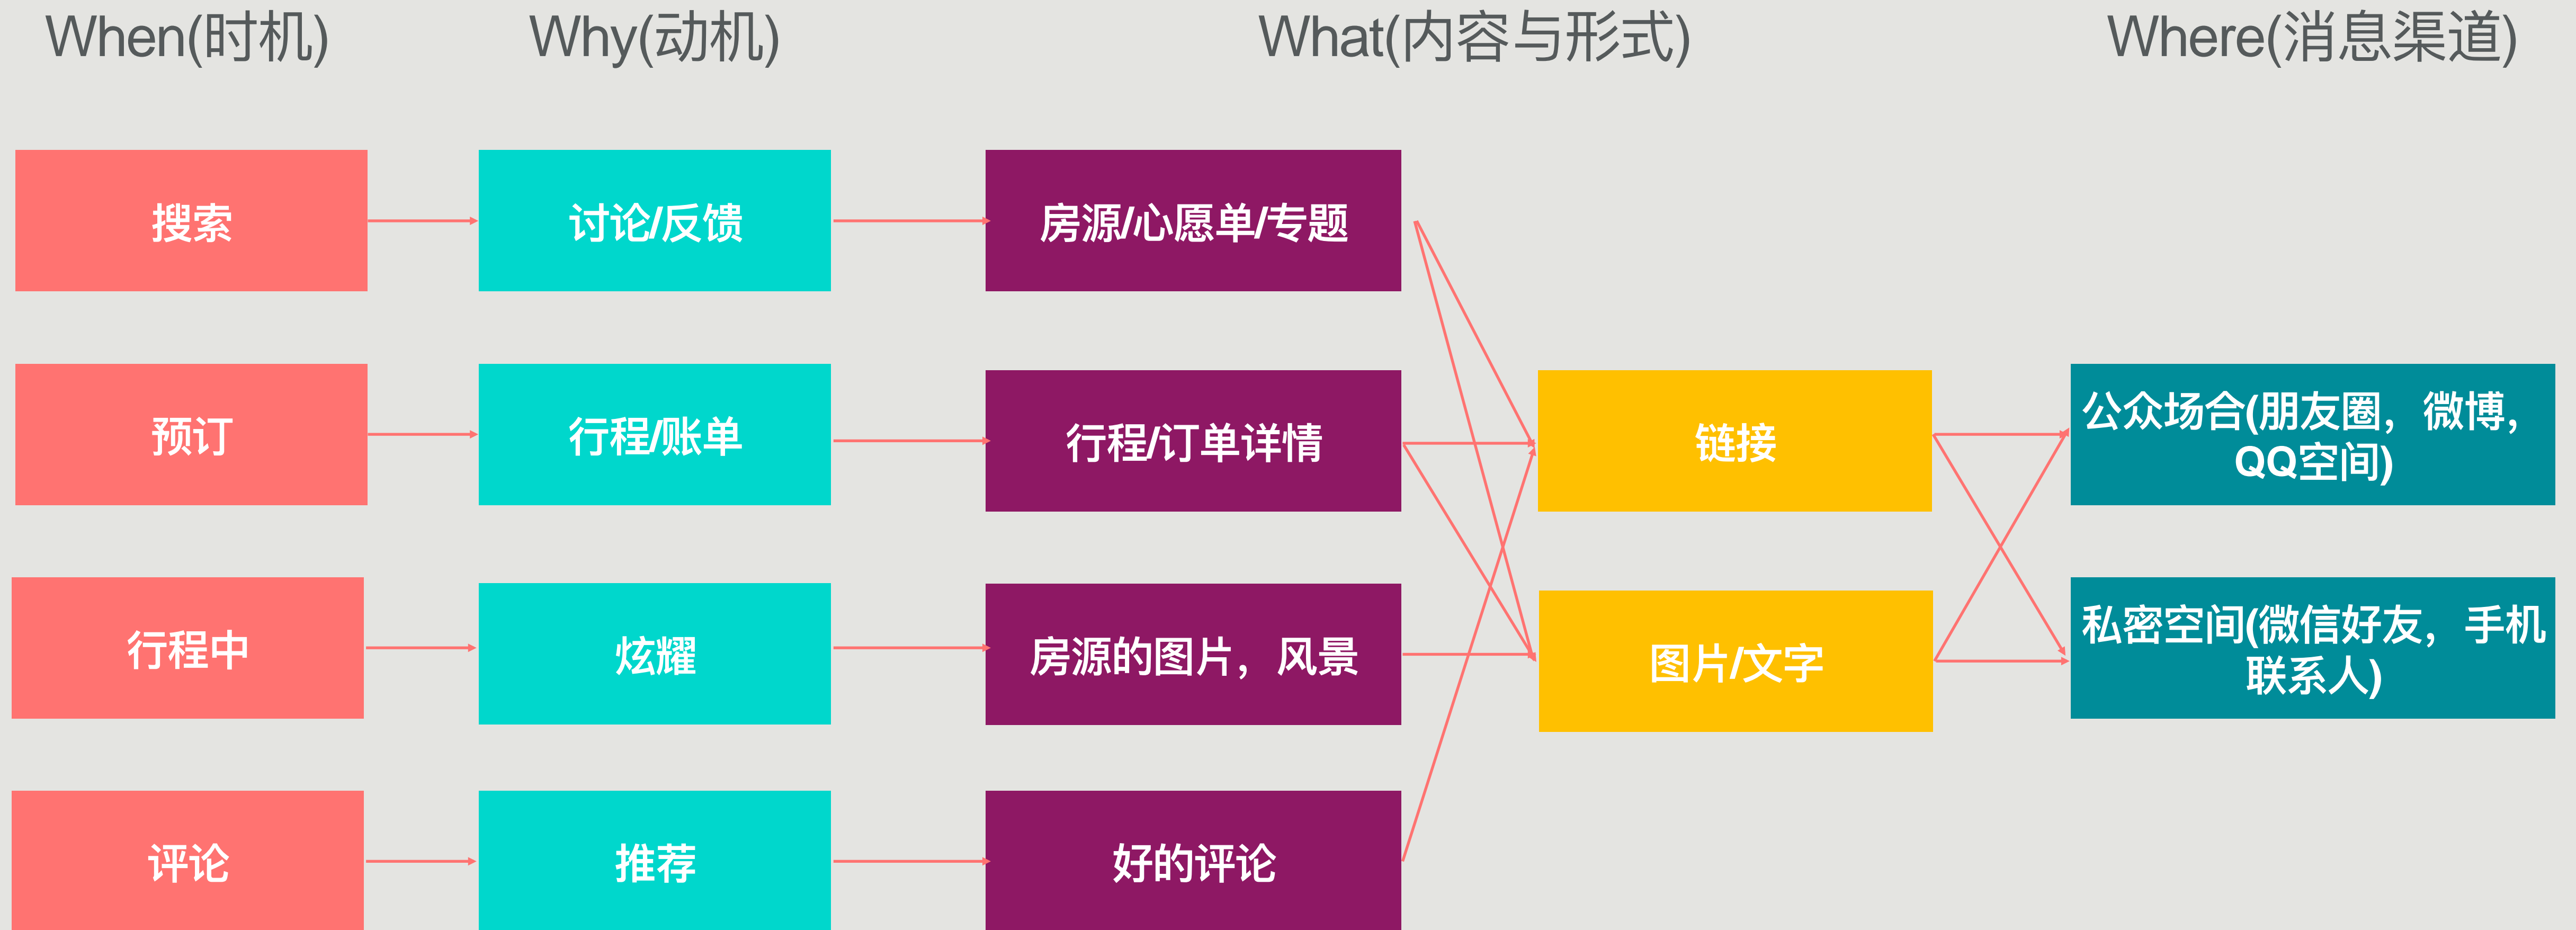 When(时机)
Why(动机)
What(内容与形式)
Where(消息渠道)
搜索
讨论/反馈
房源/心愿单/专题
预订
行程/账单
行程/订单详情
链接
公众场合(朋友圈，微博，
QQ空间)
行程中
炫耀
房源的图片，风景
图片/文字
私密空间(微信好友，手机
联系人)
评论
推荐
好的评论